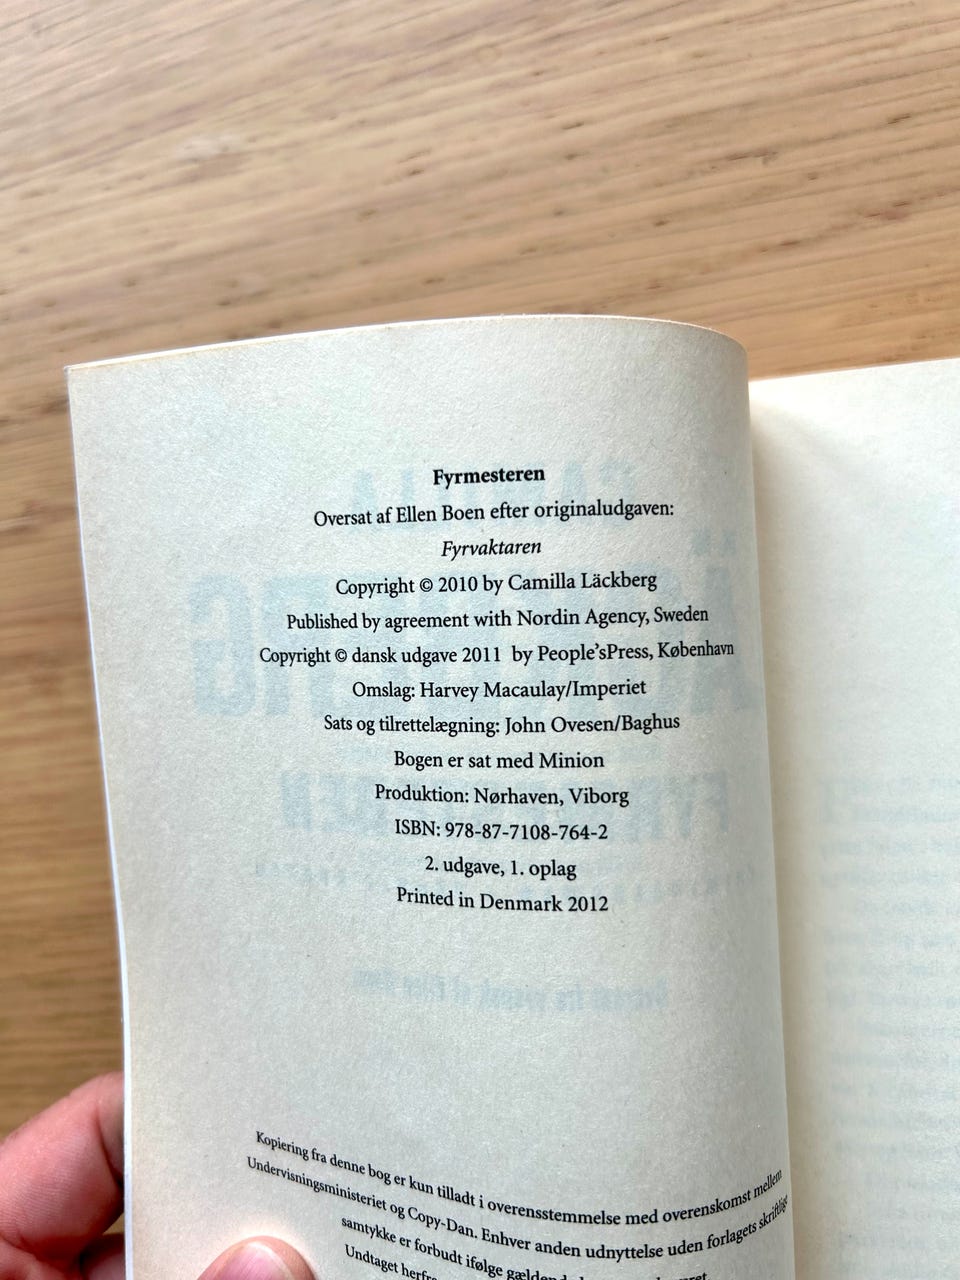 Fyrmesteren
Oversat af Ellen Boen efter originaludgaven:
Fyrvaktaren
Copyright © 2010 by Camilla Läckberg
Published by agreement with Nordin Agency, Sweden
Copyright © dansk udgave 2011 by People'sPress, København
Omslag: Harvey Macaulay/Imperiet
Sats og tilrettelægning: John Ovesen/Baghus
Bogen er sat med Minion
Produktion: Nørhaven, Viborg
ISBN: 978-87-7108-764-2
2. udgave, 1. oplag
Printed in Denmark 2012
Kopiering fra denne bog er kun tilladt i overensstemmelse med overenskomst mellem
Undervisningsministeriet og Copy-Dan. Enhver anden udnyttelse uden forlagets skriftlige
samtykke er forbudt ifølge
Undtaget